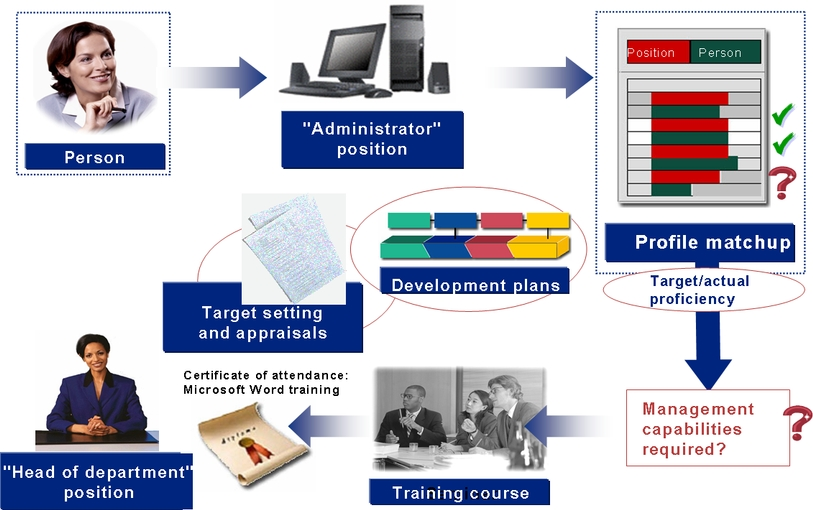 Position Person
Person
"Administrator"
position
Profile matchup
Target/actual
proficiency
Development plans
Target setting
and appraisals
Certificate of attendance:
Microsoft Word training
diploma
Management
capabilities
required?
"Head of department"
position
Training course